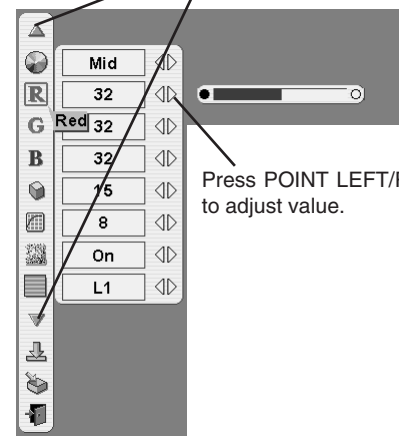 Mid
R 32
G Red 32
B 32
15
8
On
L1
Press POINT LEFT/
to adjust value.